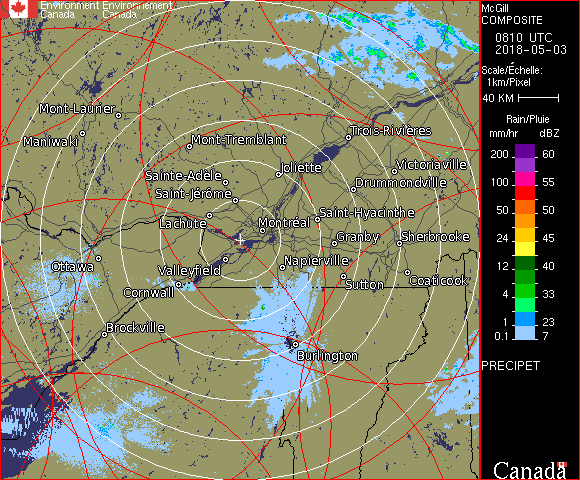 Environment Environnement
Canada Canada
McGill
COMPOSITE
0810 UTC
2018-05-03
Scale/Échelle:
1km/Pixel
40 KM
Rain/Pluie
mm/hr dBZ
200 60
100 55
50 50
24 45
12 40
4 33
1 23
0.1 7
PRECIPET
Mont-Laurier
Maniwaki
Mont-Tremblant
Trois-Rivières
Joliette
Victoriaville
Sainte-Adèle
Drummondville
Saint-Jérôme
Saint-Hyacinthe
Lachute
Montréal
Granby
Sherbrooke
Ottawa
Valleyfield
Napierville
Cornwall
Sutton
Coaticook
Brockville
Burlington
Canada